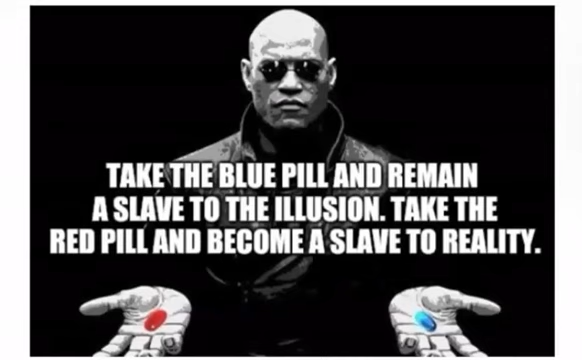 TAKE THE BLUE PILL AND REMAIN
A SLAVE TO THE ILLUSION. TAKE THE
RED PILL AND BECOME A SLAVE TO REALITY.